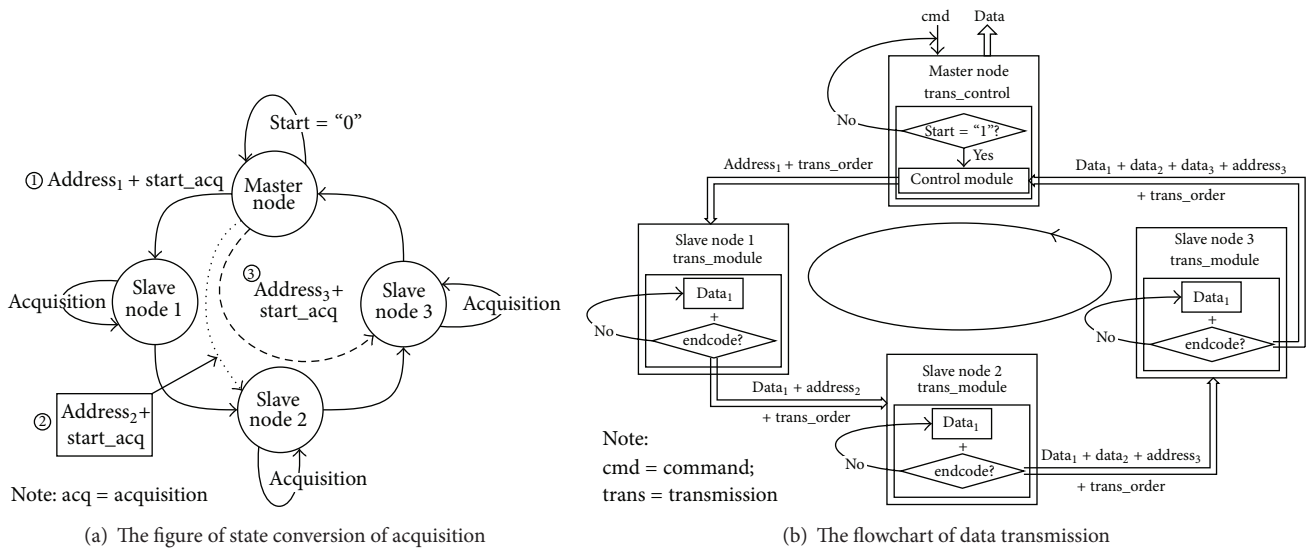 Start = "0"
① Address₁ + start_acq
Master
node
③
Address₃+
start_acq
Acquisition
Slave
node 1
Slave
node 3
Acquisition
②
Address₂+
start_acq
Slave
node 2
Acquisition
Note: acq = acquisition
(a) The figure of state conversion of acquisition
cmd
Data
Master node
trans_control
No
Start = "1"?
Yes
Control module
Address₁ + trans_order
Data₁ + data₂ + data₃ + address₃
+ trans_order
Slave node 1
trans_module
Data₁
+
No
endcode?
Slave node 3
trans_module
Data₁
+
No
endcode?
Data₁ + address₂
+ trans_order
Slave node 2
trans_module
Data₁
+
No
endcode?
Data₁ + data₂ + address₃
+ trans_order
Note:
cmd = command;
trans = transmission
(b) The flowchart of data transmission